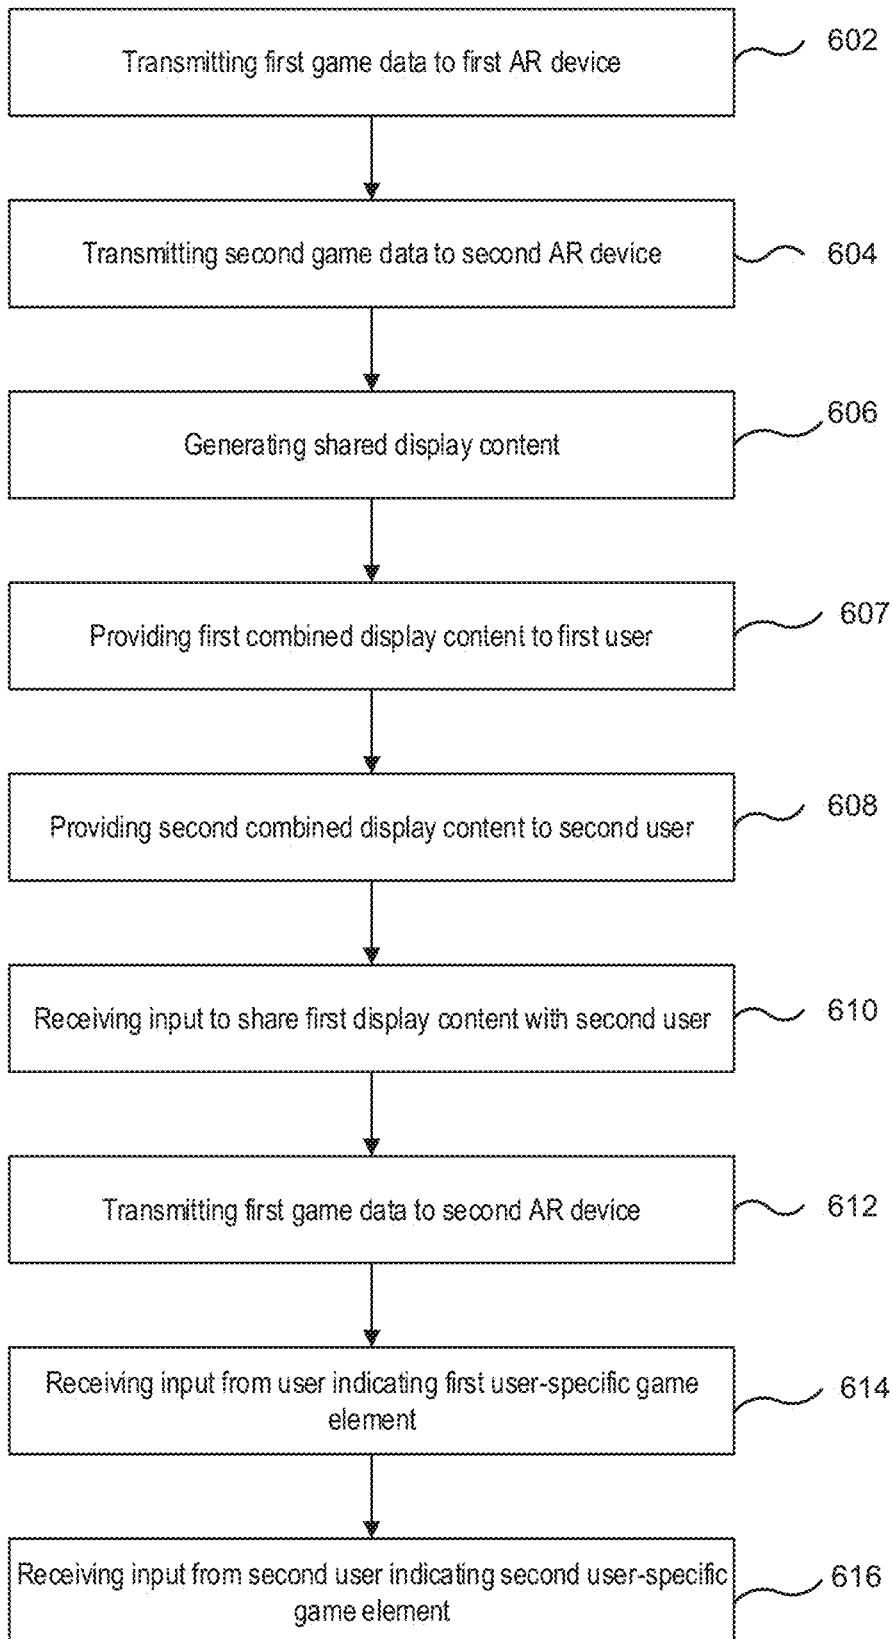 Transmitting first game data to first AR device
602
Transmitting second game data to second AR device
604
Generating shared display content
606
Providing first combined display content to first user
607
Providing second combined display content to second user
608
Receiving input to share first display content with second user
610
Transmitting first game data to second AR device
612
Receiving input from user indicating first user-specific game
element
614
Receiving input from second user indicating second user-specific
game element
616